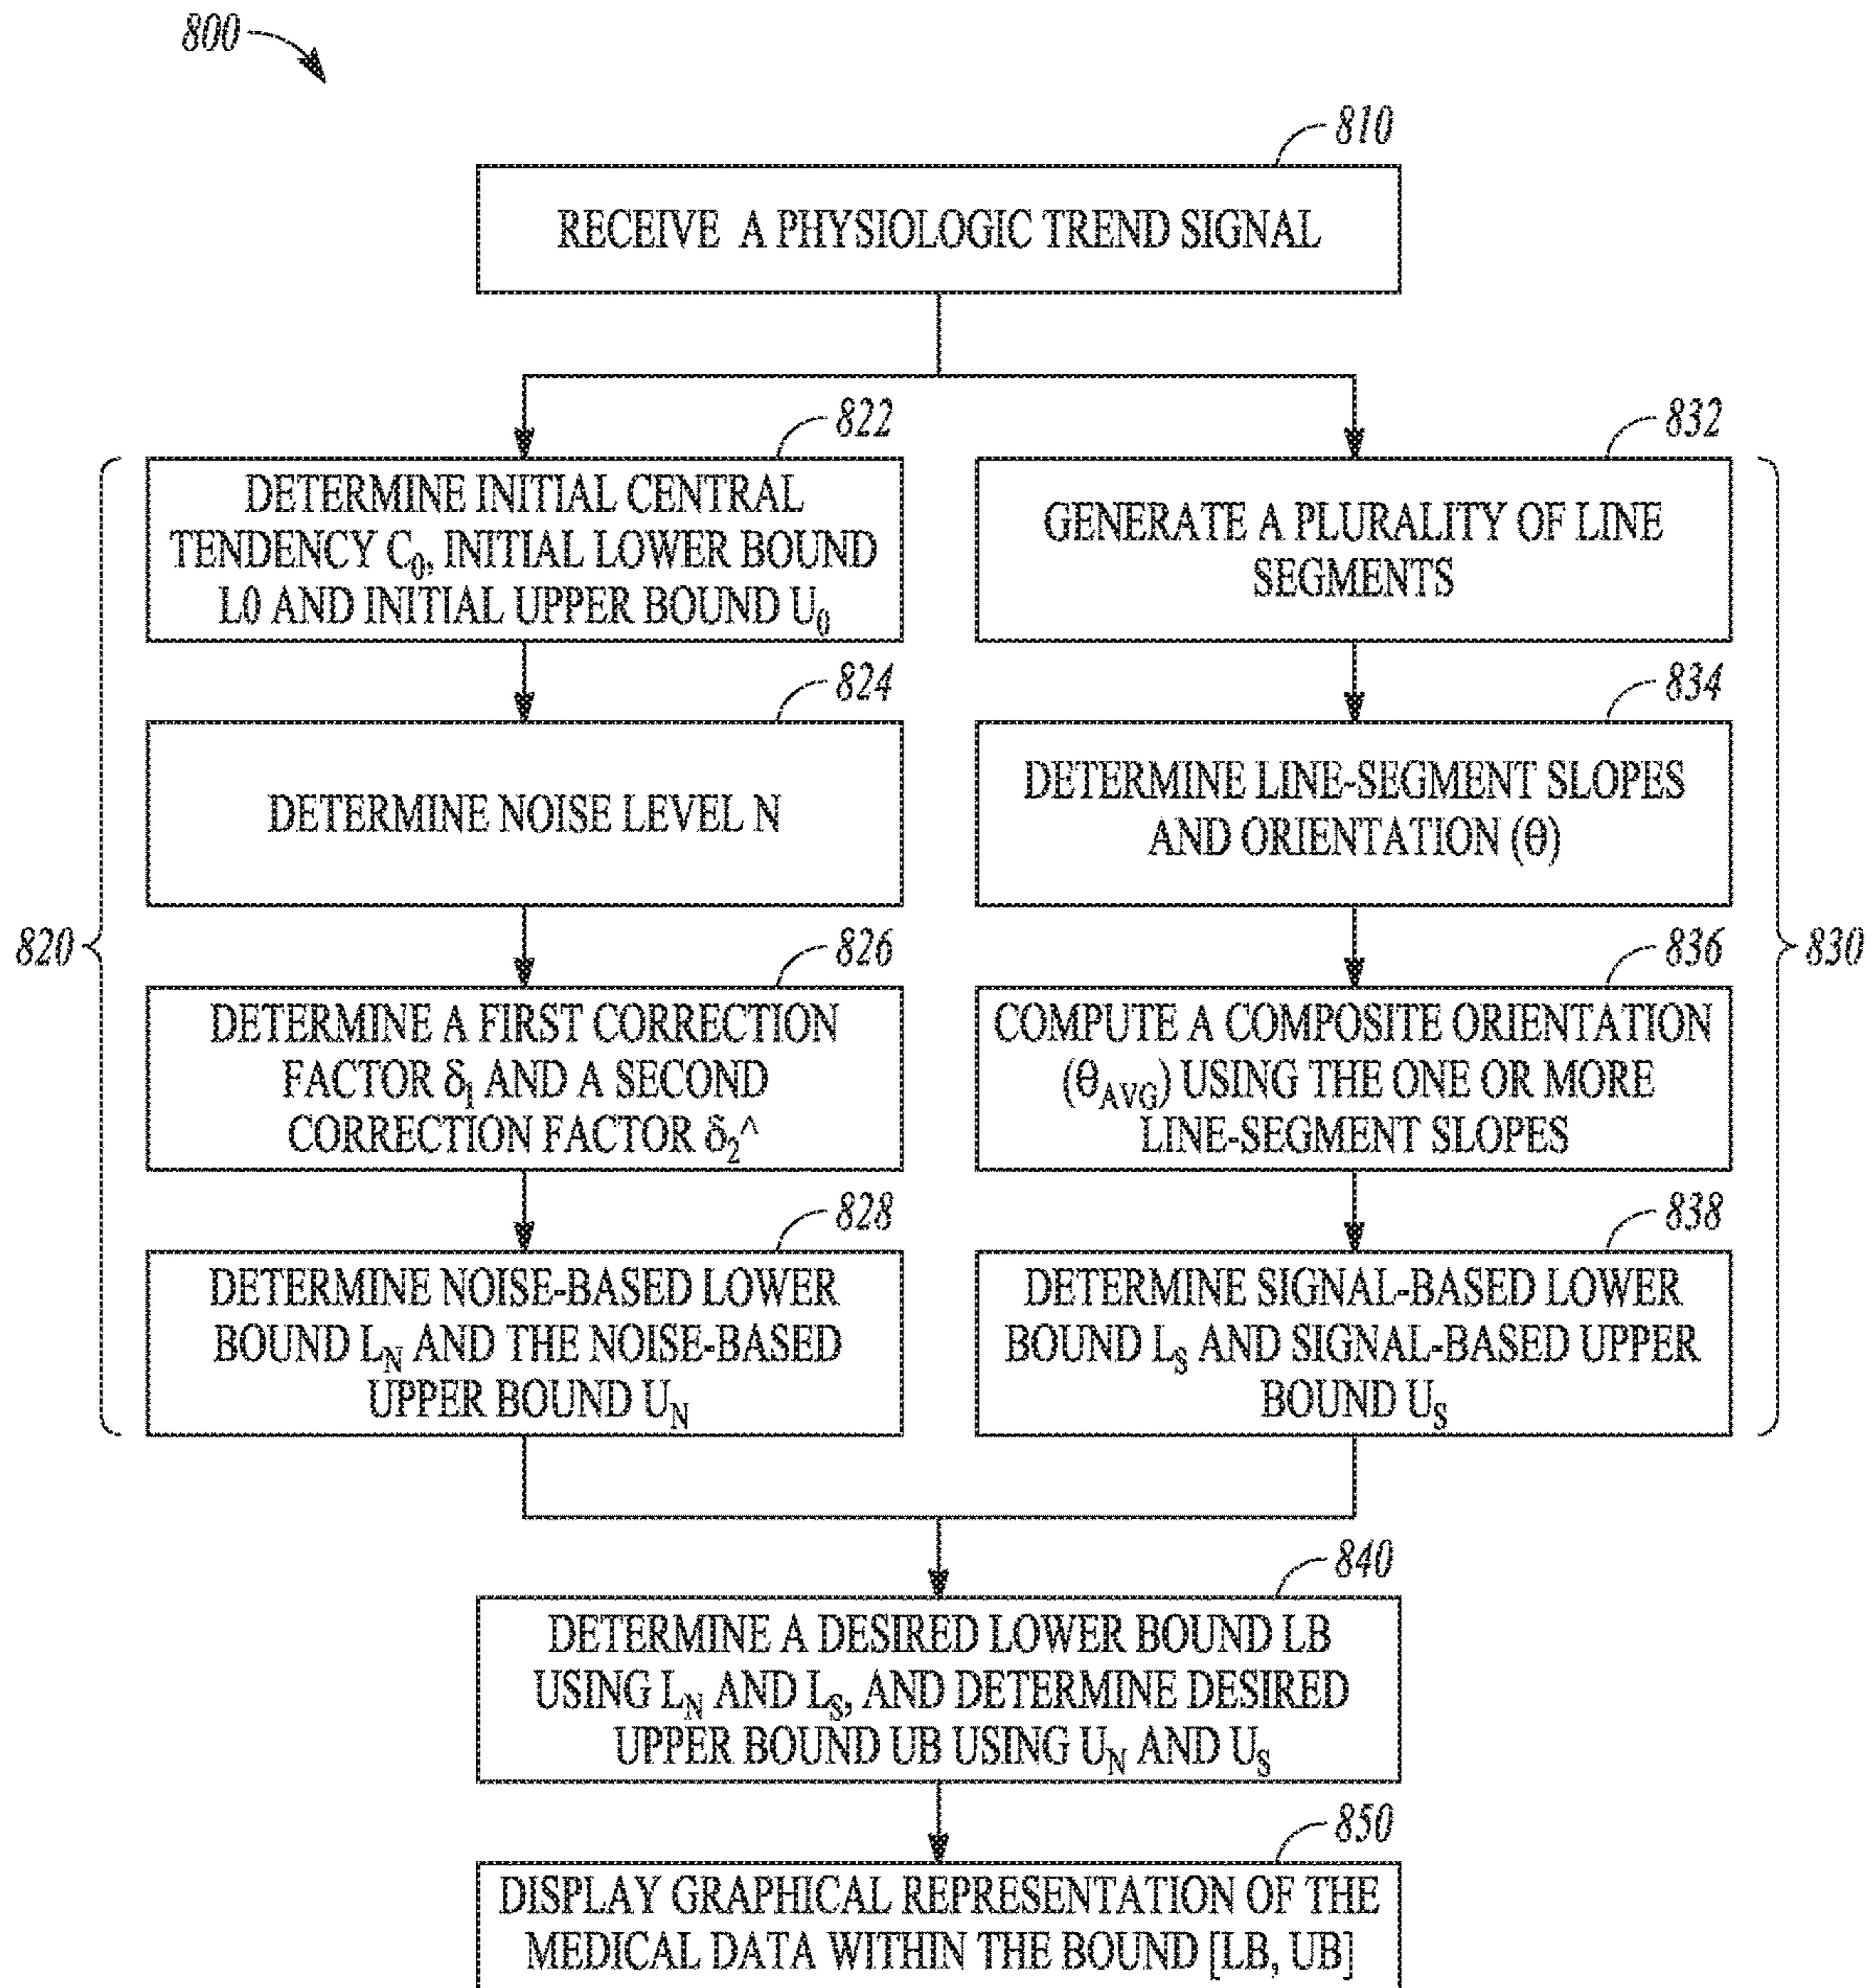 800
810
RECEIVE A PHYSIOLOGIC TREND SIGNAL
822
DETERMINE INITIAL CENTRAL
TENDENCY C₀, INITIAL LOWER BOUND
L0 AND INITIAL UPPER BOUND U₀
832
GENERATE A PLURALITY OF LINE
SEGMENTS
824
DETERMINE NOISE LEVEL N
834
DETERMINE LINE-SEGMENT SLOPES
AND ORIENTATION (θ)
820
830
826
DETERMINE A FIRST CORRECTION
FACTOR δ₁ AND A SECOND
CORRECTION FACTOR δ₂^
836
COMPUTE A COMPOSITE ORIENTATION
(θAVG) USING THE ONE OR MORE
LINE-SEGMENT SLOPES
828
DETERMINE NOISE-BASED LOWER
BOUND LN AND THE NOISE-BASED
UPPER BOUND UN
838
DETERMINE SIGNAL-BASED LOWER
BOUND LS AND SIGNAL-BASED UPPER
BOUND US
840
DETERMINE A DESIRED LOWER BOUND LB
USING LN AND LS, AND DETERMINE DESIRED
UPPER BOUND UB USING UN AND US
850
DISPLAY GRAPHICAL REPRESENTATION OF THE
MEDICAL DATA WITHIN THE BOUND [LB, UB]